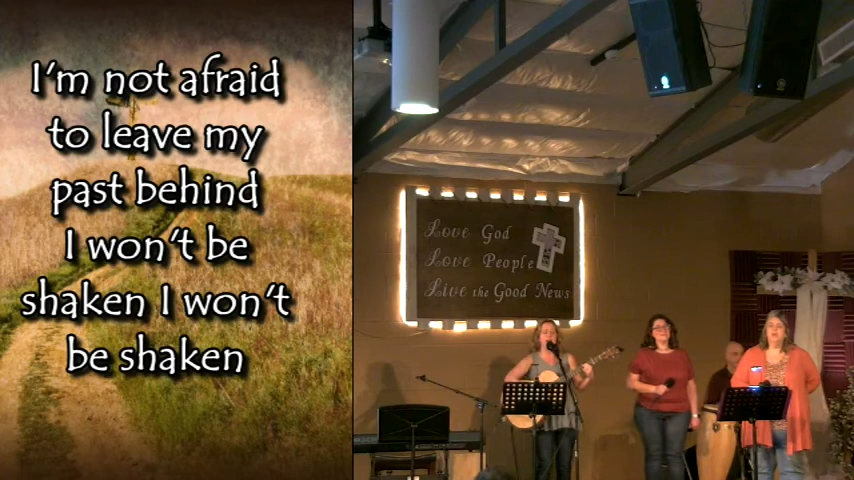 I'm not afraid
to leave my
past behind
I won't be
shaken I won't
be shaken
Love God
Love People
Live the Good News